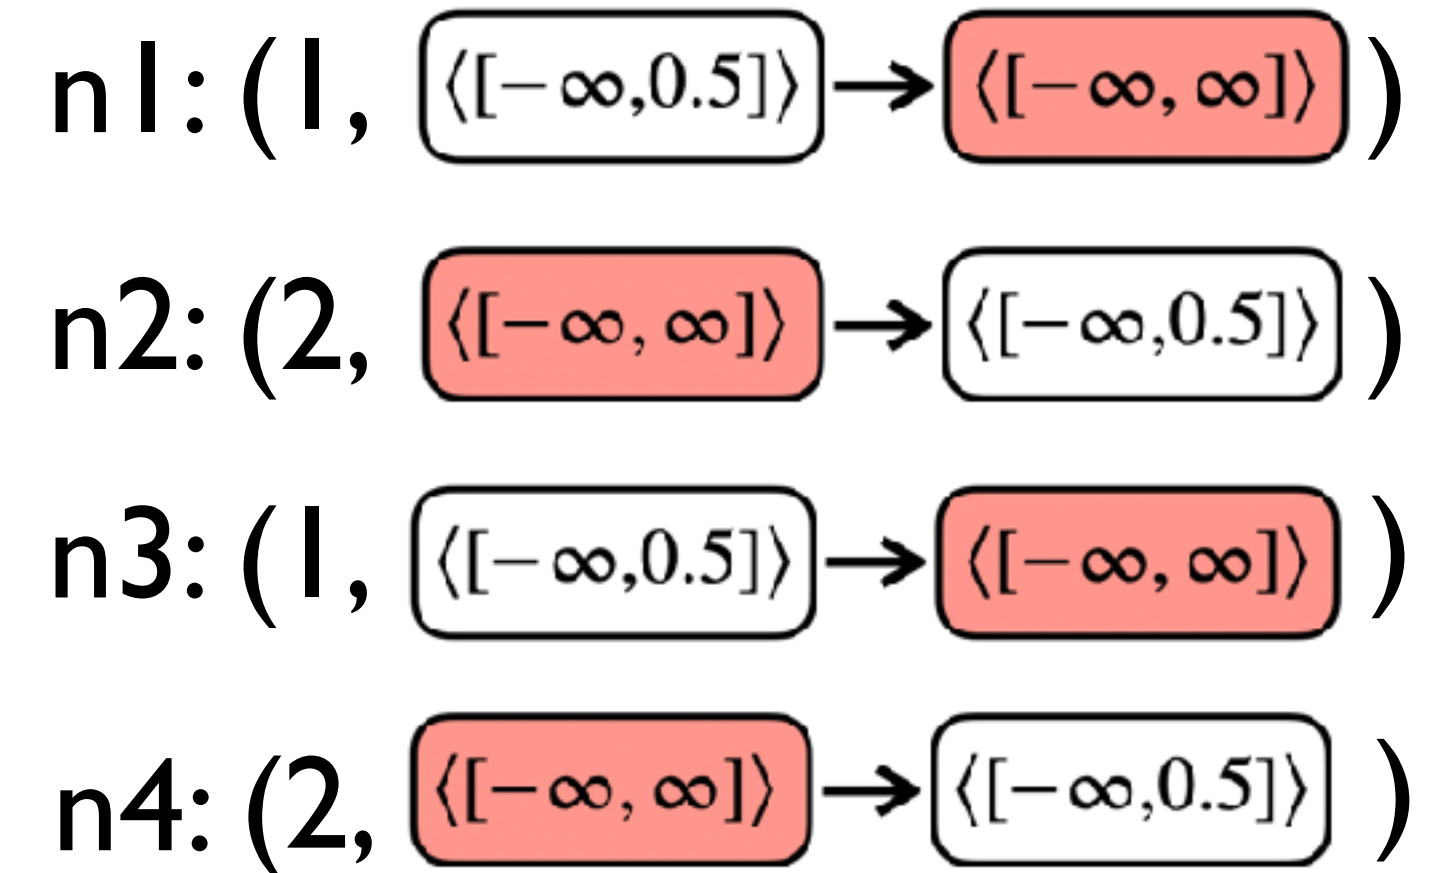 n1: (1, ⟨[−∞,0.5]⟩ → ⟨[−∞, ∞]⟩ )
n2: (2, ⟨[−∞, ∞]⟩ → ⟨[−∞,0.5]⟩ )
n3: (1, ⟨[−∞,0.5]⟩ → ⟨[−∞, ∞]⟩ )
n4: (2, ⟨[−∞, ∞]⟩ → ⟨[−∞,0.5]⟩ )